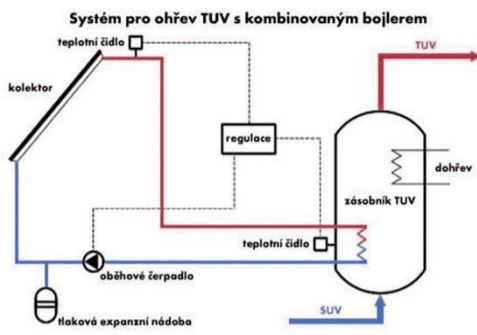 Systém pro ohřev TUV s kombinovaným bojlerem
teplotní čidlo
TUV
kolektor
regulace
dohřev
zásobník TUV
teplotní čidlo
oběhové čerpadlo
SUV
tlaková expanzní nádoba